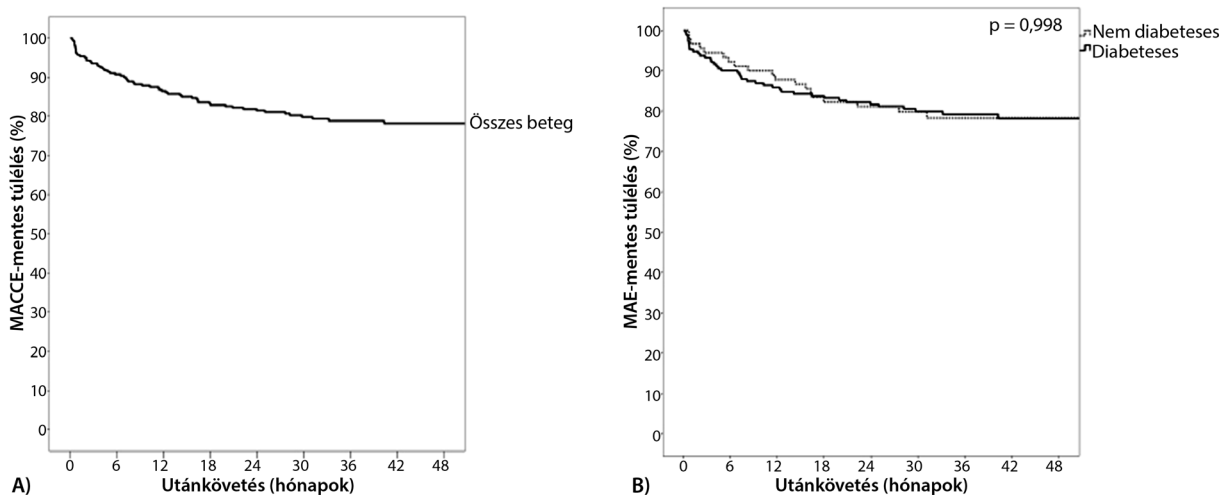 100
90
80
70
60
50
40
30
20
10
0
MACCE-mentes túlélés (%)
Összes beteg
0 6 12 18 24 30 36 42 48
A)
Utánkövetés (hónapok)
p = 0,998
Nem diabeteses
Diabeteses
100
90
80
70
60
50
40
30
20
10
0
MAE-mentes túlélés (%)
0 6 12 18 24 30 36 42 48
B)
Utánkövetés (hónapok)